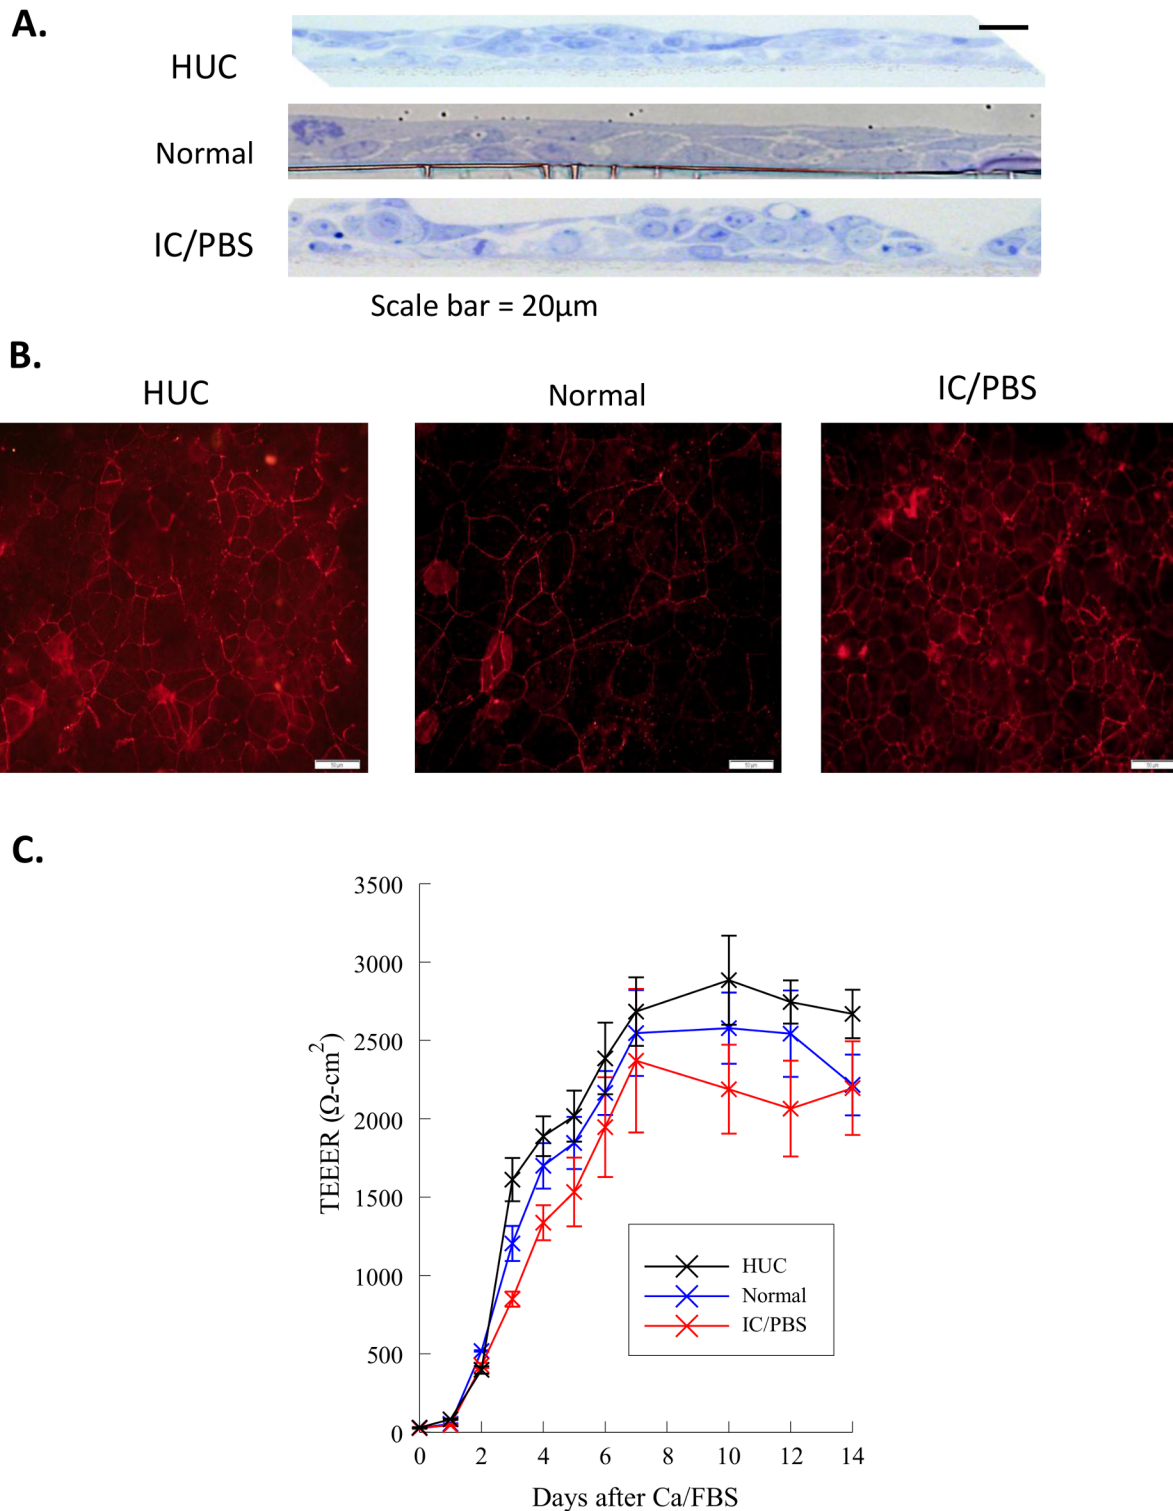 A.
HUC
Normal
IC/PBS
Scale bar = 20µm
B.
HUC
Normal
IC/PBS
C.
3500
3000
2500
2000
1500
1000
500
0
TEEER (Ω-cm²)
HUC
Normal
IC/PBS
0 2 4 6 8 10 12 14
Days after Ca/FBS